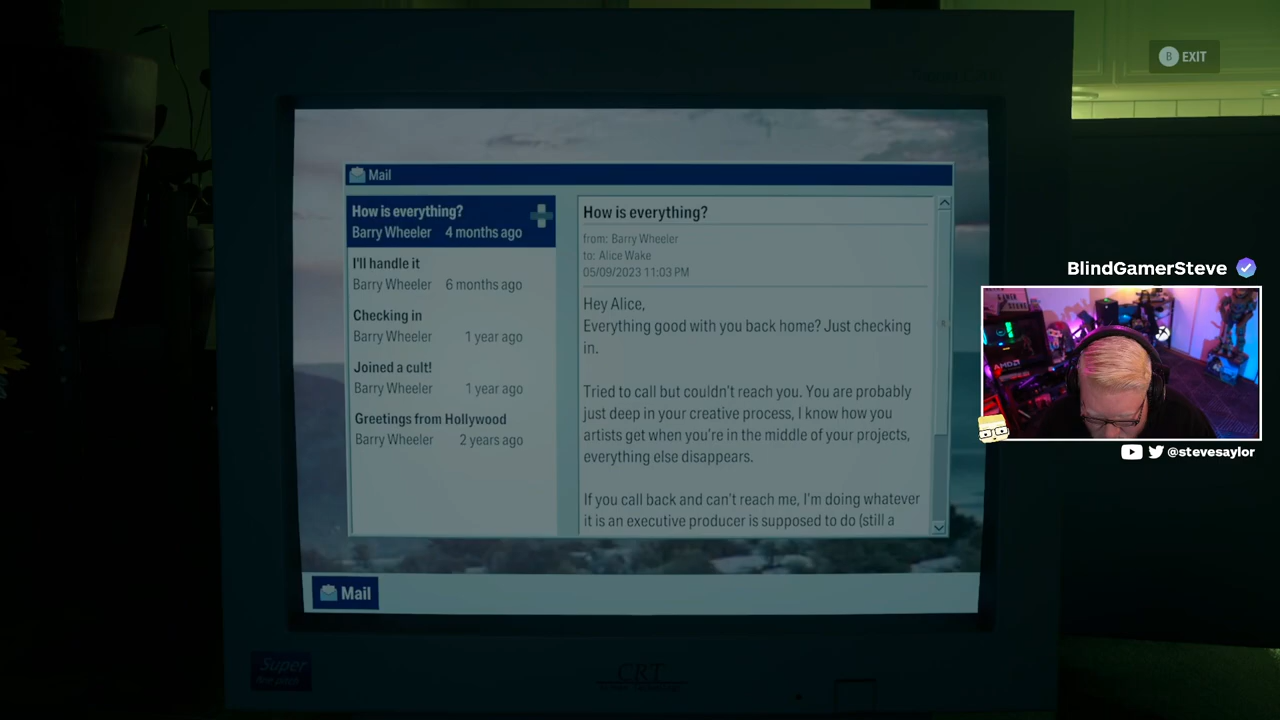 B EXIT
Mail
How is everything?
Barry Wheeler 4 months ago
I'll handle it
Barry Wheeler 6 months ago
Checking in
Barry Wheeler 1 year ago
Joined a cult!
Barry Wheeler 1 year ago
Greetings from Hollywood
Barry Wheeler 2 years ago
How is everything?
from: Barry Wheeler
to: Alice Wake
05/09/2023 11:03 PM
Hey Alice,
Everything good with you back home? Just checking
in.
Tried to call but couldn't reach you. You are probably
just deep in your creative process, I know how you
artists get when you're in the middle of your projects,
everything else disappears.
If you call back and can't reach me, I'm doing whatever
it is an executive producer is supposed to do (still a
Mail
Super
CRT
BlindGamerSteve
AMD
@stevesaylor